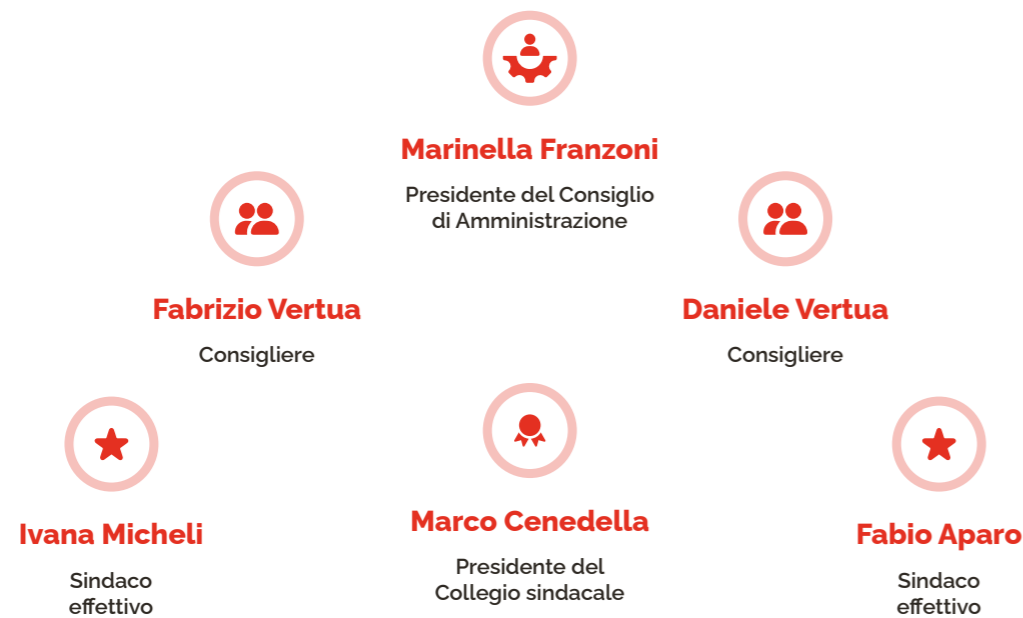 Marinella Franzoni
Presidente del Consiglio
di Amministrazione
Fabrizio Vertua
Consigliere
Daniele Vertua
Consigliere
Ivana Micheli
Sindaco
effettivo
Marco Cenedella
Presidente del
Collegio sindacale
Fabio Aparo
Sindaco
effettivo